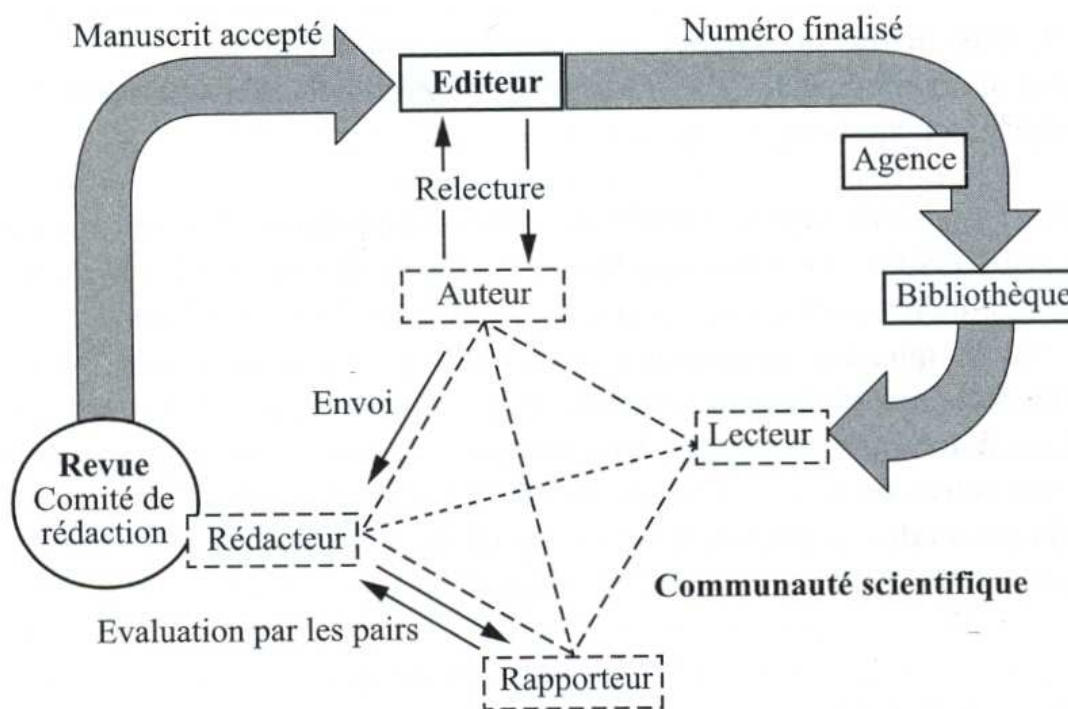 Manuscrit accepté
Numéro finalisé
Editeur
Agence
Relecture
Auteur
Bibliothèque
Envoi
Lecteur
Revue
Comité de
rédaction
Rédacteur
Communauté scientifique
Evaluation par les pairs
Rapporteur